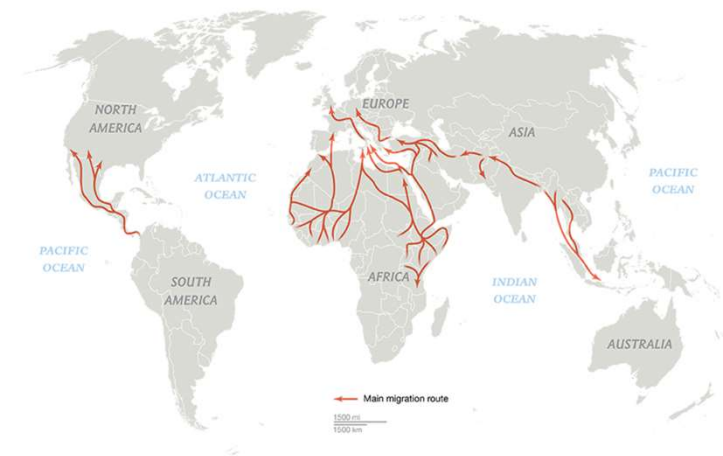 NORTH
AMERICA
EUROPE
ASIA
ATLANTIC
OCEAN
PACIFIC
OCEAN
PACIFIC
OCEAN
SOUTH
AMERICA
AFRICA
INDIAN
OCEAN
AUSTRALIA
Main migration route
1500 mi
1500 km